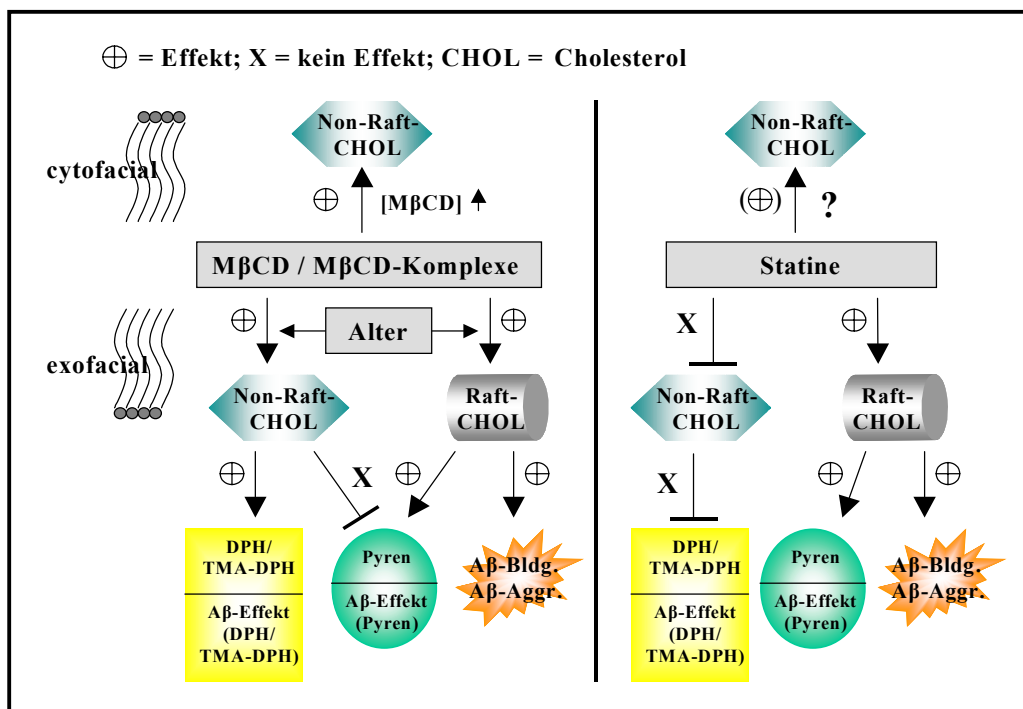 ⊕ = Effekt; X = kein Effekt; CHOL = Cholesterol
cytofacial
Non-Raft-
CHOL
⊕
[MβCD]
MβCD / MβCD-Komplexe
⊕
Alter
⊕
exofacial
Non-Raft-
CHOL
Raft-
CHOL
⊕
X
⊕
⊕
DPH/
TMA-DPH
Aβ-Effekt
(DPH/
TMA-DPH)
Pyren
Aβ-Effekt
(Pyren)
Aβ-Bldg.
Aβ-Aggr.
Non-Raft-
CHOL
(⊕)
?
Statine
X
⊕
Non-Raft-
CHOL
Raft-
CHOL
X
⊕
⊕
DPH/
TMA-DPH
Aβ-Effekt
(DPH/
TMA-DPH)
Pyren
Aβ-Effekt
(Pyren)
Aβ-Bldg.
Aβ-Aggr.